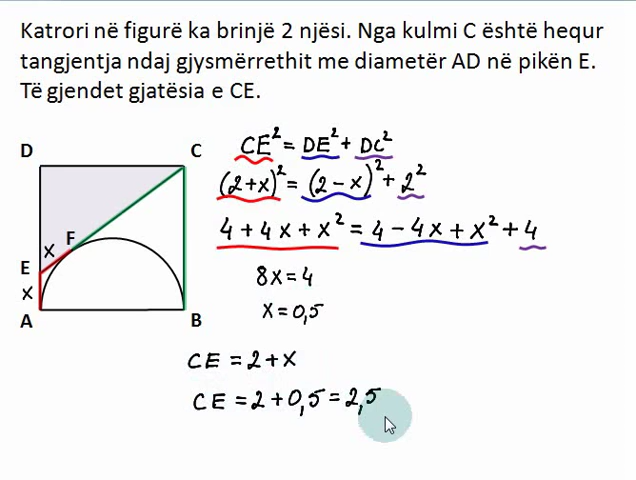 Katrori në figurë ka brinjë 2 njësi. Nga kulmi C është hequr
tangjentja ndaj gjysmërrethit me diametër AD në pikën E.
Të gjendet gjatësia e CE.
D C
CE² = DE² + DC²
(2+x)² = (2-x)² + 2²
4 + 4x + x² = 4 - 4x + x² + 4
F
x
E
8x = 4
x
x = 0,5
A B
CE = 2 + x
CE = 2 + 0,5 = 2,5